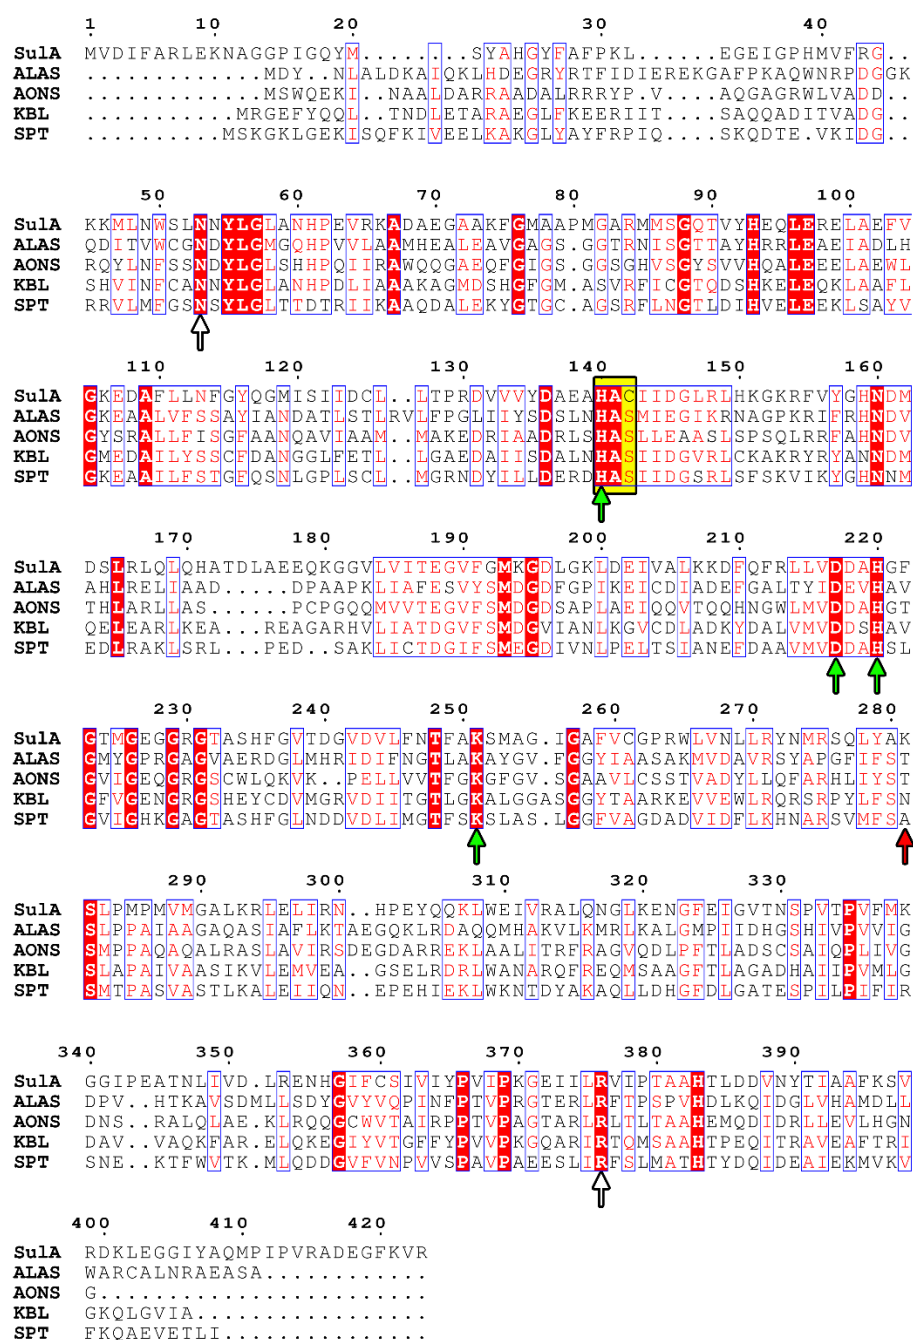 1 10 20 30 40
SulA MVDIFARLEKNAGGPIGQYM........SYAHGYFAFPKL.....EGEIGPHMVFRG..
ALAS .............MDY..NLALDKAIQKLHDEGRYRTFIDIEREKGAFPKAQWNRPDGGK
AONS ............MSWQEKI..NAALDARRAADALRRRYP.V....AQGAGRWLVADD..
KBL ...........MRGEFYQQL..TNDLETARAEGLFKEERIIT....SAQQADITVADG..
SPT ..........MSKGKLGEKISQFKIVEELKAKGLYAYFRPIQ....SKQDTE.VKIDG..
50 60 70 80 90 100
SulA KKMLNWSLNNYLGLANHPEVRKADAEGAAKFGMAAPMGARMMSGQTVYHEQLERELAEFV
ALAS QDITVWCGNDYLGMGQHPVVLAAMHEALEAVGAGS.GGTRNISGTTAYHRRLEAEIADLH
AONS RQYLNFSSNDYLGLSHHPQIIRAWQQGAEQFGIGS.GGSGHVSGYSVVHQALEEELAEWL
KBL SHVINFCANNYLGLANHPDLIAAAKAGMDSHGFGM.ASVRFICGTQDSHKELEQKLAAFL
SPT RRVLMFGSNSYLGLTTDTRIIKAAQDALEKYGTGC.AGSRFLNGTLDIHVELEEKLSAYV
110 120 130 140 150 160
SulA GKEDAFLLNFGYQGMISIIDCL..LTPRDVVVYDAEAHACIIDGLRLHKGKRFVYGHNDM
ALAS GKEAALVFSSAYIANDATLSTLRVLFPGLIIYSDSLNHASMIEGIKRNAGPKRIFRHNDV
AONS GYSRALLFISGFAANQAVIAAM..MAKEDRIAADRLSHASLLEAASLSPSQLRRFAHNDV
KBL GMEDAILYSSCFDANGGLFETL..LGAEDAIISDALNHASIIDGVRLCKAKRYRYANNDM
SPT GKEAAILFSTGFQSNLGPLSCL..MGRNDYILLDERDHASIIDGSRLSFSKVIKYGHNNM
170 180 190 200 210 220
SulA DSLRLQLQHATDLAEEQKGGVLVITEGVFGMKGDLGKLDEIVALKKDFQFRLLVDDAHGF
ALAS AHLRELIAAD.....DPAAPKLIAFESVYSMDGDFGPIKEICDIADEFGALTYIDEVHAV
AONS THLARLLAS......PCPGQQMVVTEGVFSMDGDSAPLAEIQQVTQQHNGWLMVDDAHGT
KBL QELEARLKEA....REAGARHVLIATDGVFSMDGVIANLKGVCDLADKYDALVMVDDSHAV
SPT EDLRAKLSRL...PED..SAKLICTDGIFSMEGDIVNLPELTSIANEFDAAVMVDDAHSL
230 240 250 260 270 280
SulA GTMGEGGRGTASHFGVTDGVDVLFNTFAKSMAG.IGAFVCGPRWLVNLLRYNMRSQLYAK
ALAS GMYGPRGAGVAERDGLMHRIDIFNGTLAKAYGV.FGGYIAASAKMVDAVRSYAPGFIFST
AONS GVIGEQGRGSCWLQKVK..PELLVVTFGKGFGV.SGAAVLCSSTVADYLLQFARHLIYST
KBL GFVGENGRGSHEYCDVMGRVDIITGTLGKALGGASGGYTAARKEVVEWLRQRSRPYLFSN
SPT GVIGHKGAGTASHFGLNDDVDLIMGTFSKSLAS.LGGFVAGDADVIDFLKHNARSVMFSA
290 300 310 320 330
SulA SLPMPMVMGALKRLELIRN..HPEYQQKLWEIVRALQNGLKENGFEIGVTNSPVTPVFMK
ALAS SLPPAIAAGAQASIAFLKTAEGQKLRDAQQMHAKVLKMRLKALGMPIIDHGSHIVPVVIG
AONS SMPPAQAQALRASLAVIRSDEGDARREKLAALITRFRAGVQDLPFTLADSCSAIQPLIVG
KBL SLAPAIVAASIKVLEMVEA..GSELRDRLWANARQFREQMSAAGFTLAGADHAIIPVMLG
SPT SMTPASVASTLKALEIIQN..EPEHIEKLWKNTDYAKAQLLDHGFDLGATESPILPIFIR
340 350 360 370 380 390
SulA GGIPEATNLIVD.LRENHGIFCSIVIYPVIPKGEIILRVIPTAAHTLDDVNYTIAAFKSV
ALAS DPV..HTKAVSDMLLSDYGVYVQPINFPTVPRGTERLRFTPSPVHDLKQIDGLVHAMDLL
AONS DNS..RALQLAE.KLRQQGCWVTAIRPPTVPAGTARLRLTLTAAHEMQDIDRLLEVLHGN
KBL DAV..VAQKFAR.ELQKEGIYVTGFFYPVVPKGQARIRTQMSAAHTPEQITRAVEAFTRI
SPT SNE..KTFWVTK.MLQDDGVFVNPVVSPAVPAEESLIRFSLMATHTYDQIDEAIEKMVKV
400 410 420
SulA RDKLEGGIYAQMPIPVRADEGFKVR
ALAS WARCALNRAEASA............
AONS G........................
KBL GKQLGVIA.................
SPT FKQAEVETLI...............